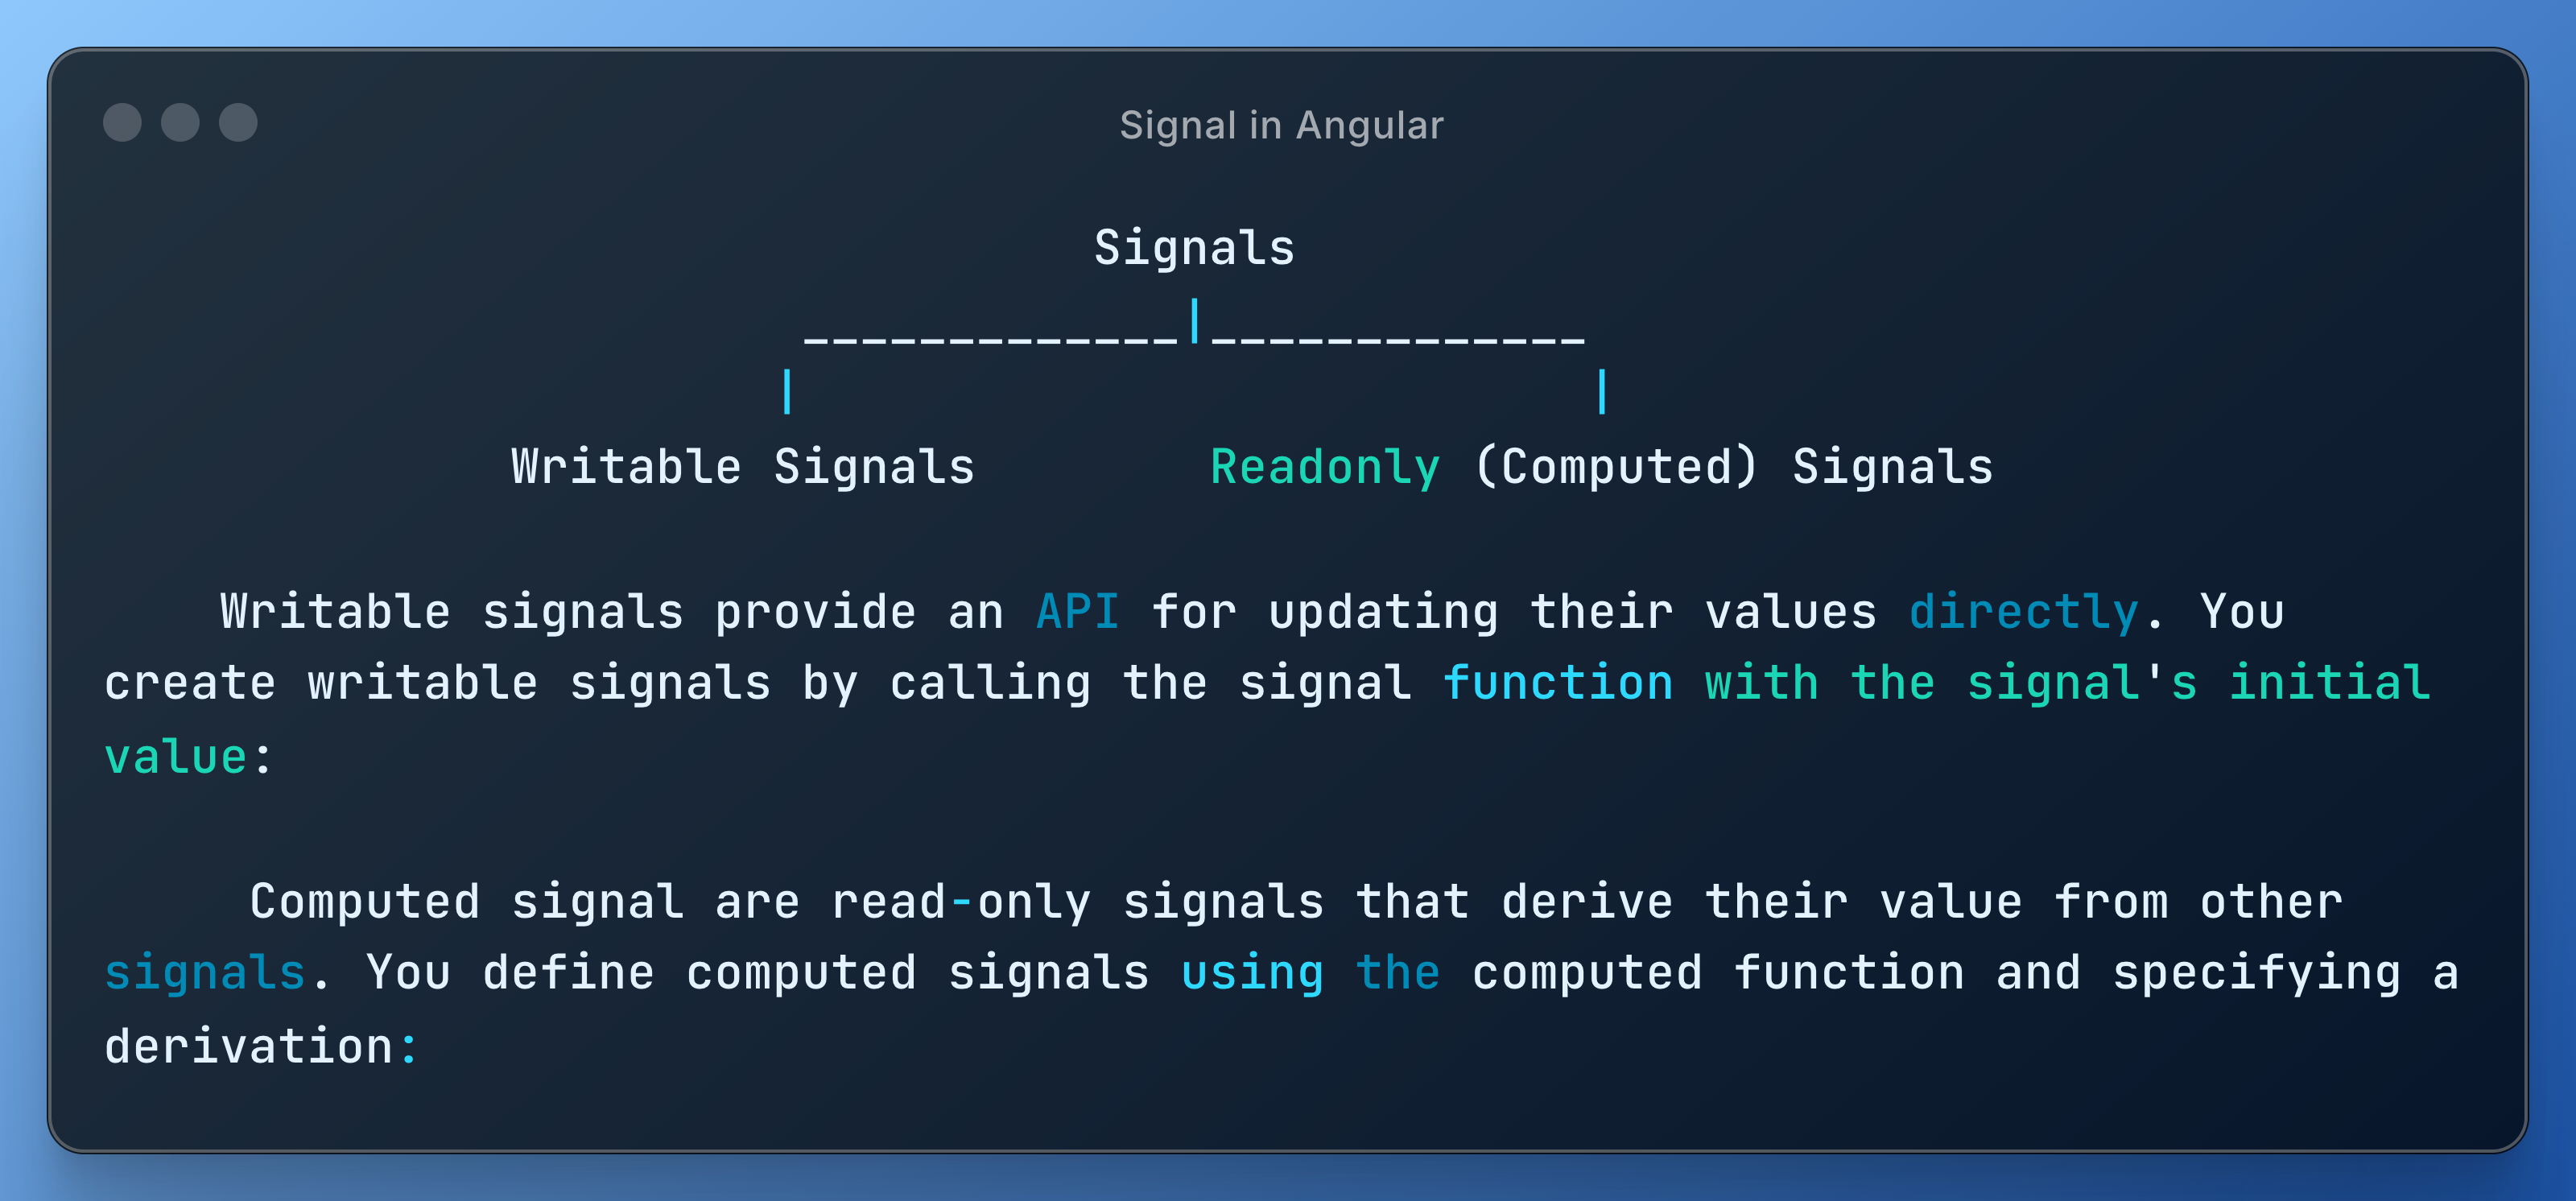 Signal in Angular
Signals
_____________|_____________
| |
Writable Signals Readonly (Computed) Signals
Writable signals provide an API for updating their values directly. You
create writable signals by calling the signal function with the signal's initial
value:
Computed signal are read-only signals that derive their value from other
signals. You define computed signals using the computed function and specifying a
derivation: